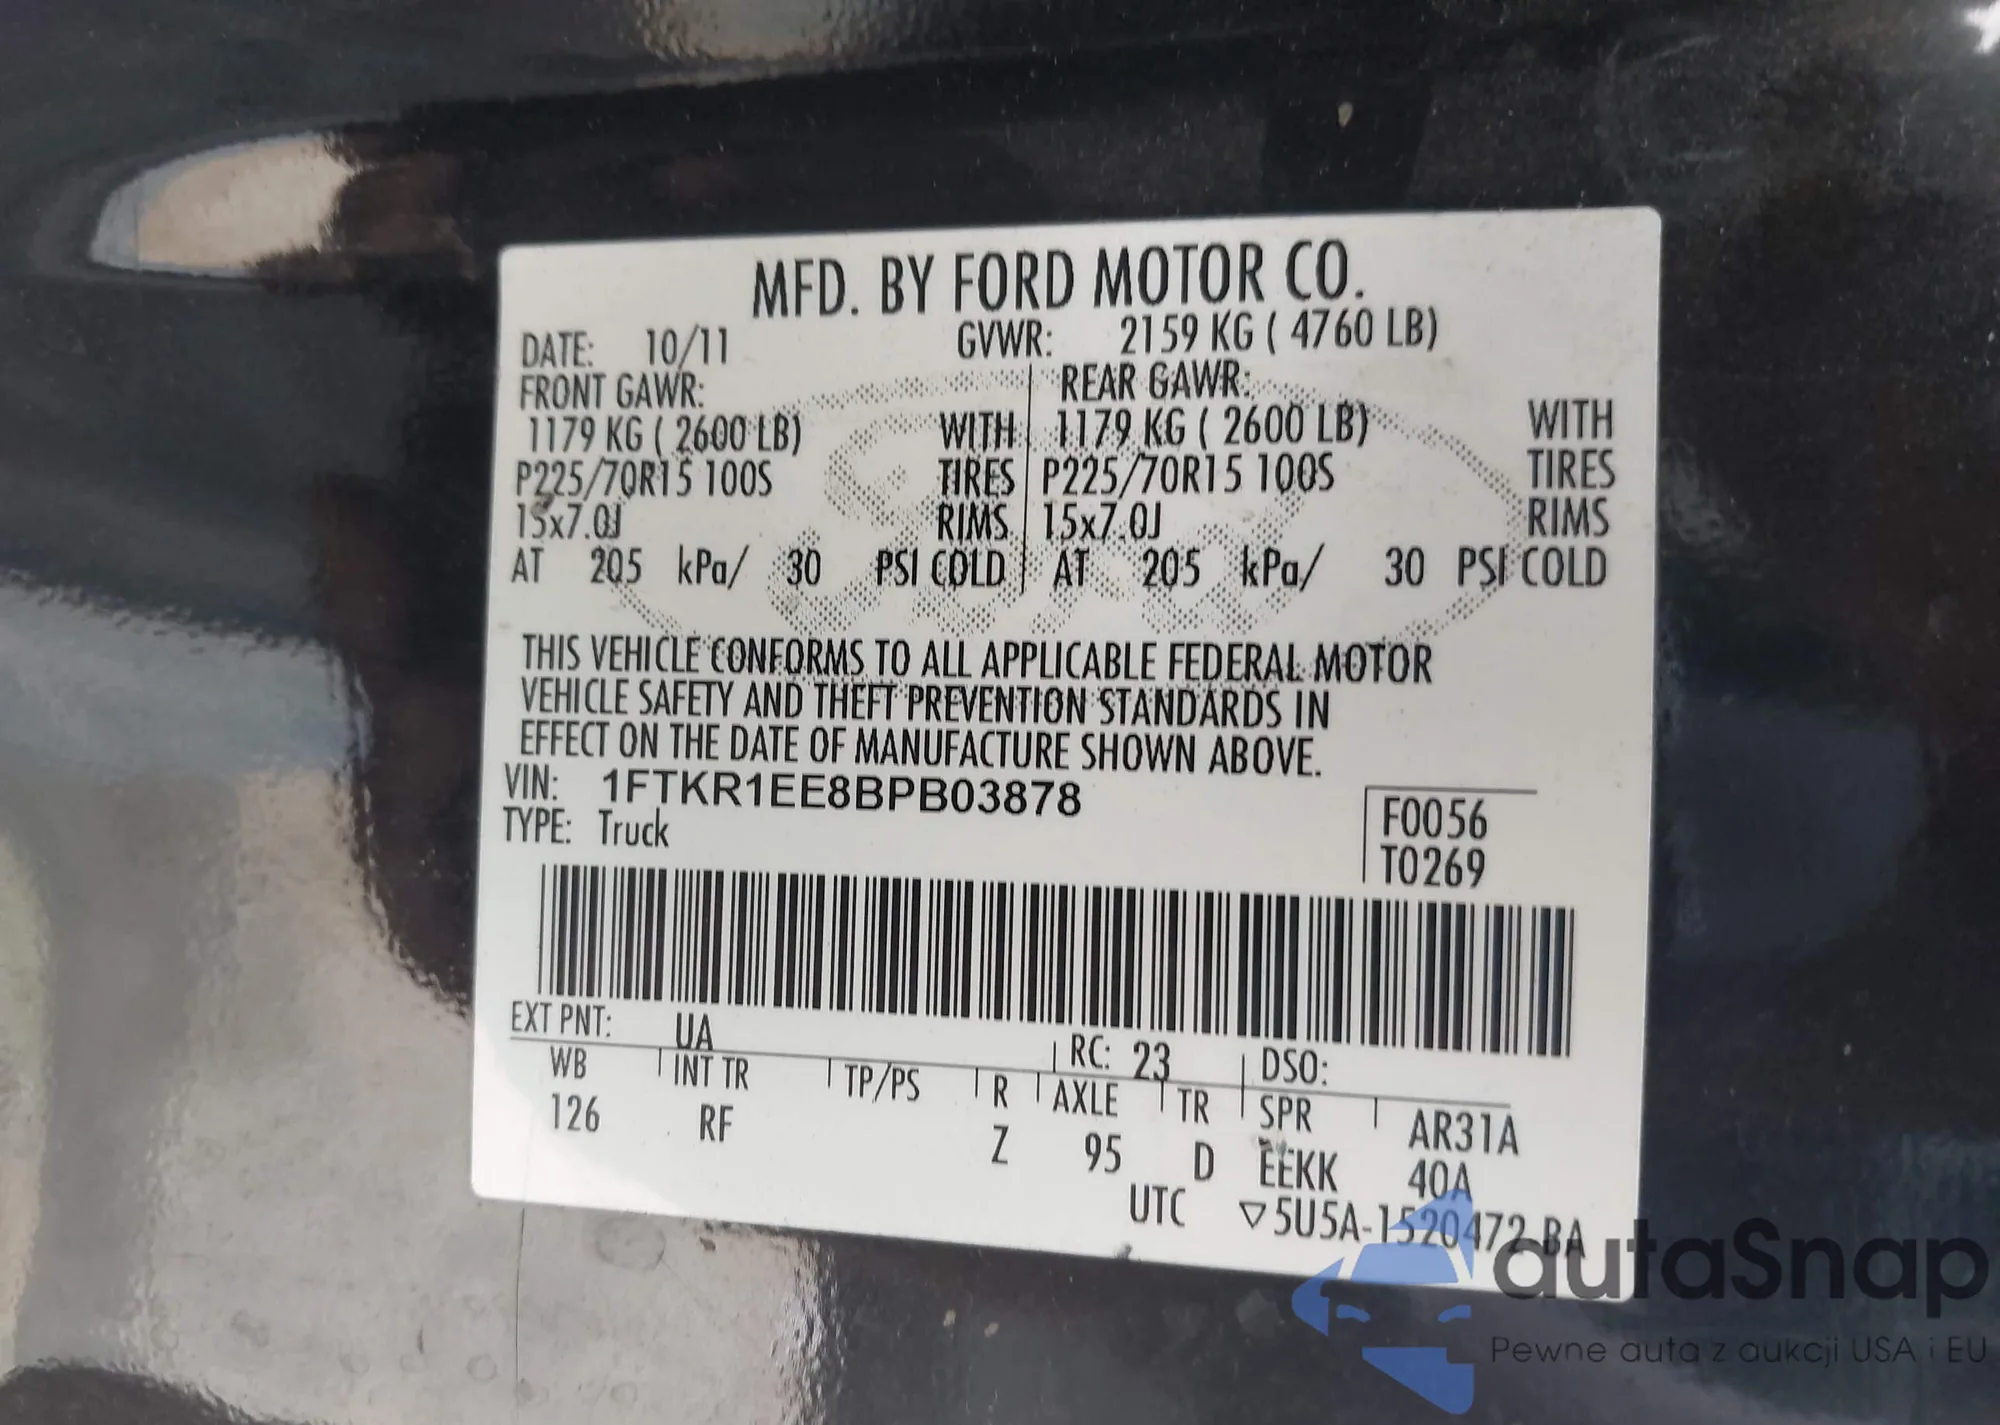 MFD. BY FORD MOTOR CO.
DATE: 10/11 GVWR: 2159 KG ( 4760 LB)
FRONT GAWR: REAR GAWR:
1179 KG ( 2600 LB) WITH 1179 KG ( 2600 LB) WITH
P225/70R15 100S TIRES P225/70R15 100S TIRES
15x7.0J RIMS 15x7.0J RIMS
AT 205 kPa/ 30 PSI COLD AT 205 kPa/ 30 PSI COLD
THIS VEHICLE CONFORMS TO ALL APPLICABLE FEDERAL MOTOR
VEHICLE SAFETY AND THEFT PREVENTION STANDARDS IN
EFFECT ON THE DATE OF MANUFACTURE SHOWN ABOVE.
VIN: 1FTKR1EE8BPB03878
TYPE: Truck
F0056
T0269
EXT PNT: UA RC: 23 DSO:
WB INT TR TP/PS R AXLE TR SPR AR31A
126 RF Z 95 D EEKK 40A
UTC ▽5U5A-1520472-BA
autaSnap
Pewne auta z aukcji USA i EU